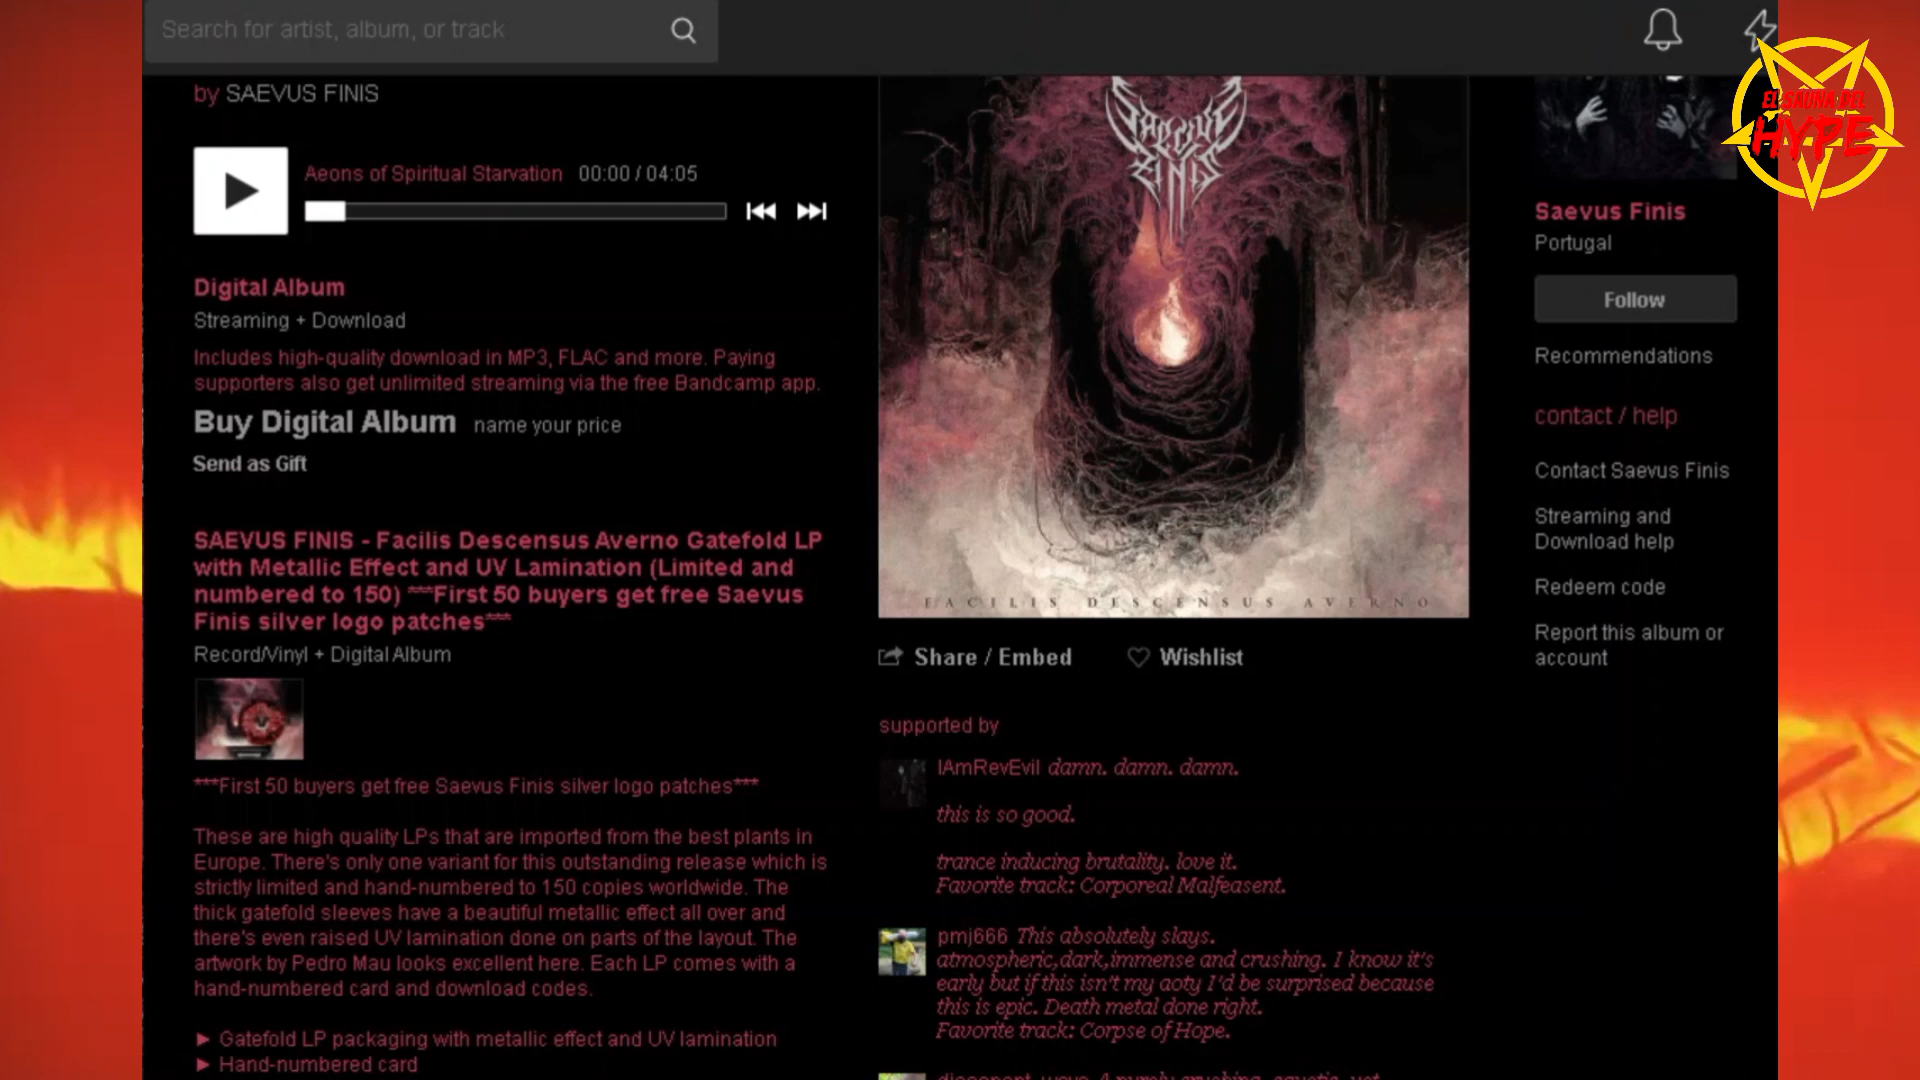 Search for artist, album, or track
EL SAUNA DEL
HYPE
by SAEVUS FINIS
Aeons of Spiritual Starvation 00:00 / 04:05
Digital Album
Streaming + Download
Includes high-quality download in MP3, FLAC and more. Paying
supporters also get unlimited streaming via the free Bandcamp app.
Buy Digital Album name your price
Send as Gift
SAEVUS FINIS - Facilis Descensus Averno Gatefold LP
with Metallic Effect and UV Lamination (Limited and
numbered to 150) ***First 50 buyers get free Saevus
Finis silver logo patches***
Record/Vinyl + Digital Album
***First 50 buyers get free Saevus Finis silver logo patches***
These are high quality LPs that are imported from the best plants in
Europe. There's only one variant for this outstanding release which is
strictly limited and hand-numbered to 150 copies worldwide. The
thick gatefold sleeves have a beautiful metallic effect all over and
there's even raised UV lamination done on parts of the layout. The
artwork by Pedro Mau looks excellent here. Each LP comes with a
hand-numbered card and download codes.
► Gatefold LP packaging with metallic effect and UV lamination
► Hand-numbered card
SAEVUS
FINIS
FACILIS DESCENSUS AVERNO
Share / Embed
Wishlist
supported by
IAmRevEvil damn. damn. damn.
this is so good.
trance inducing brutality. love it.
Favorite track: Corporeal Malfeasent.
pmj666 This absolutely slays.
atmospheric,dark,immense and crushing. I know it's
early but if this isn't my aoty I'd be surprised because
this is epic. Death metal done right.
Favorite track: Corpse of Hope.
Saevus Finis
Portugal
Follow
Recommendations
contact / help
Contact Saevus Finis
Streaming and
Download help
Redeem code
Report this album or
account